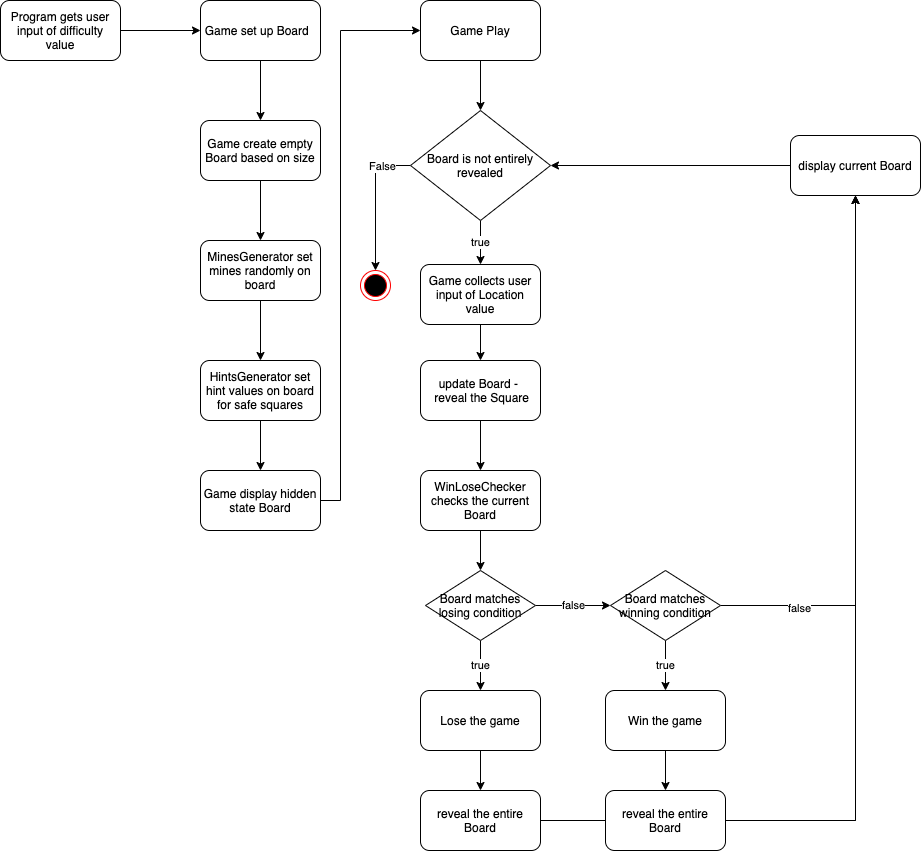 Program gets user
input of difficulty
value
Game set up Board
Game Play
Game create empty
Board based on size
False
Board is not entirely
revealed
display current Board
true
MinesGenerator set
mines randomly on
board
Game collects user
input of Location
value
HintsGenerator set
hint values on board
for safe squares
update Board -
reveal the Square
Game display hidden
state Board
WinLoseChecker
checks the current
Board
Board matches
losing condition
false
Board matches
winning condition
false
true
true
Lose the game
Win the game
reveal the entire
Board
reveal the entire
Board